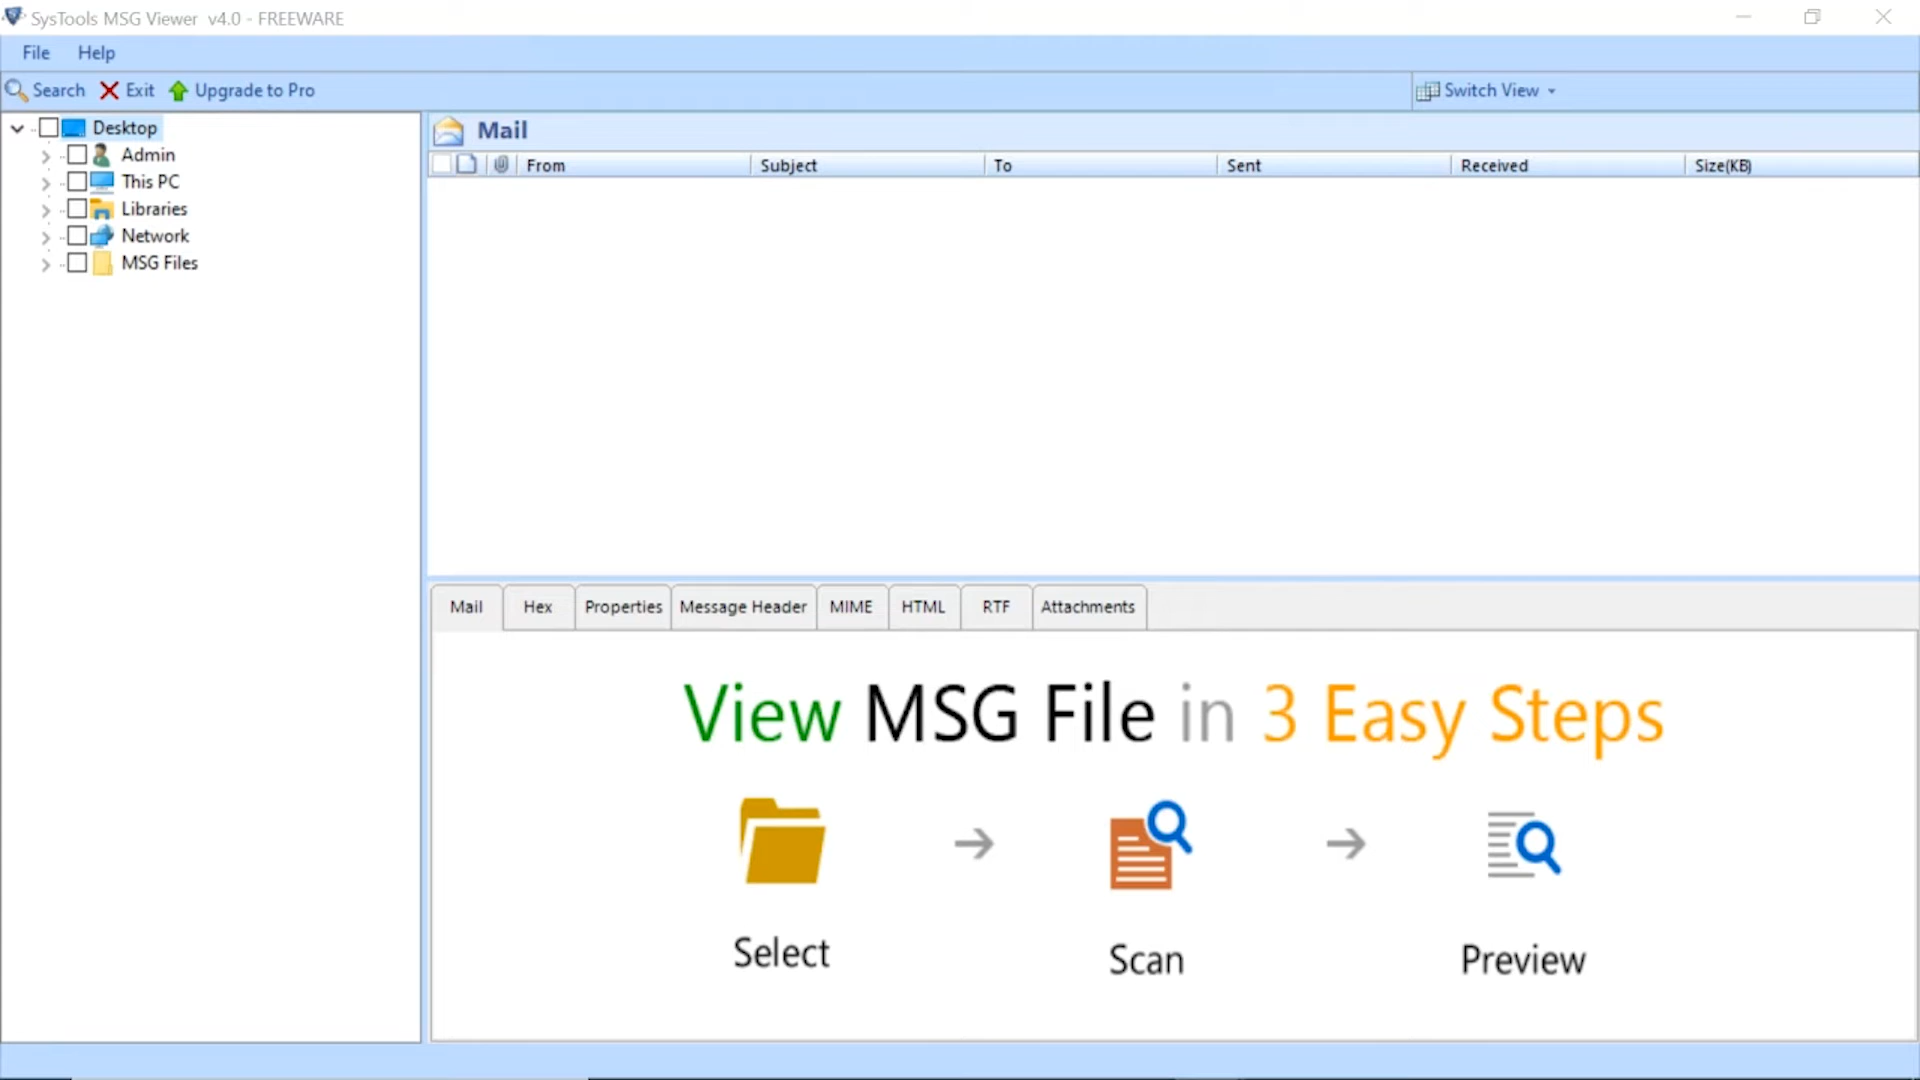 SysTools MSG Viewer v4.0 - FREEWARE
File Help
Search Exit Upgrade to Pro Switch View
Desktop
Admin
This PC
Libraries
Network
MSG Files
Mail
From Subject To Sent Received Size(KB)
Mail Hex Properties Message Header MIME HTML RTF Attachments
View MSG File in 3 Easy Steps
Select Scan Preview